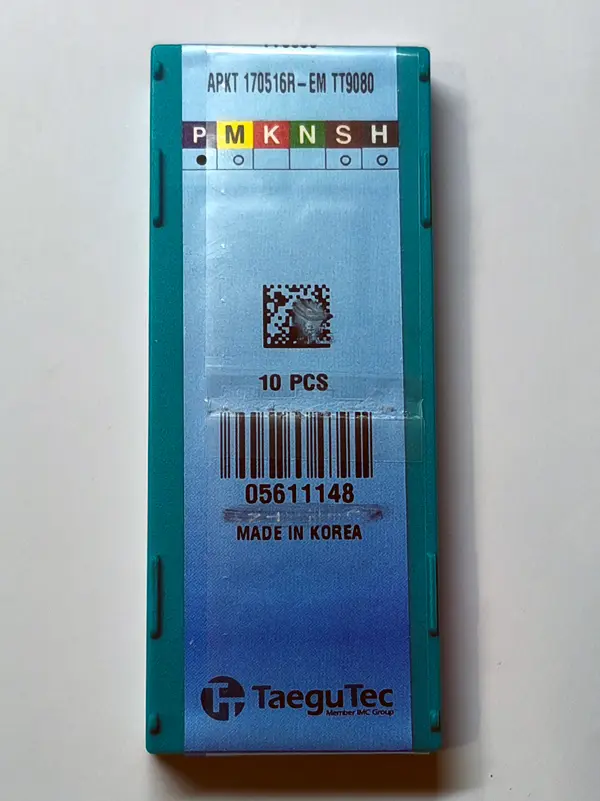 APKT 170516R-EM TT9080
P M K N S H
10 PCS
05611148
MADE IN KOREA
TaeguTec
Member IMC Group